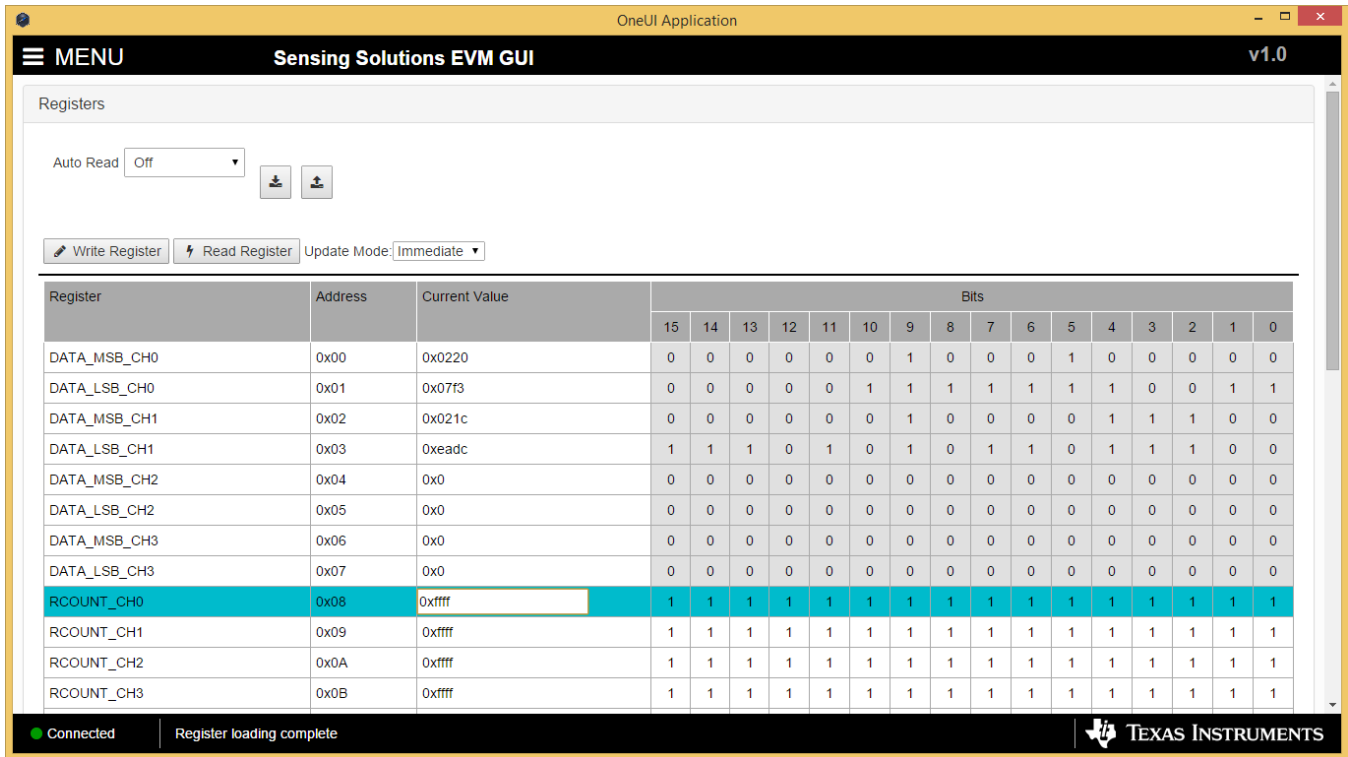 OneUI Application
MENU Sensing Solutions EVM GUI v1.0
Registers
Auto Read Off
Write Register Read Register Update Mode: Immediate
Register Address Current Value Bits
15 14 13 12 11 10 9 8 7 6 5 4 3 2 1 0
DATA_MSB_CH0 0x00 0x0220 0 0 0 0 0 0 1 0 0 0 1 0 0 0 0 0
DATA_LSB_CH0 0x01 0x07f3 0 0 0 0 0 1 1 1 1 1 1 1 0 0 1 1
DATA_MSB_CH1 0x02 0x021c 0 0 0 0 0 0 1 0 0 0 0 1 1 1 0 0
DATA_LSB_CH1 0x03 0xeadc 1 1 1 0 1 0 1 0 1 1 0 1 1 1 0 0
DATA_MSB_CH2 0x04 0x0 0 0 0 0 0 0 0 0 0 0 0 0 0 0 0 0
DATA_LSB_CH2 0x05 0x0 0 0 0 0 0 0 0 0 0 0 0 0 0 0 0 0
DATA_MSB_CH3 0x06 0x0 0 0 0 0 0 0 0 0 0 0 0 0 0 0 0 0
DATA_LSB_CH3 0x07 0x0 0 0 0 0 0 0 0 0 0 0 0 0 0 0 0 0
RCOUNT_CH0 0x08 0xffff 1 1 1 1 1 1 1 1 1 1 1 1 1 1 1 1
RCOUNT_CH1 0x09 0xffff 1 1 1 1 1 1 1 1 1 1 1 1 1 1 1 1
RCOUNT_CH2 0x0A 0xffff 1 1 1 1 1 1 1 1 1 1 1 1 1 1 1 1
RCOUNT_CH3 0x0B 0xffff 1 1 1 1 1 1 1 1 1 1 1 1 1 1 1 1
Connected Register loading complete TEXAS INSTRUMENTS